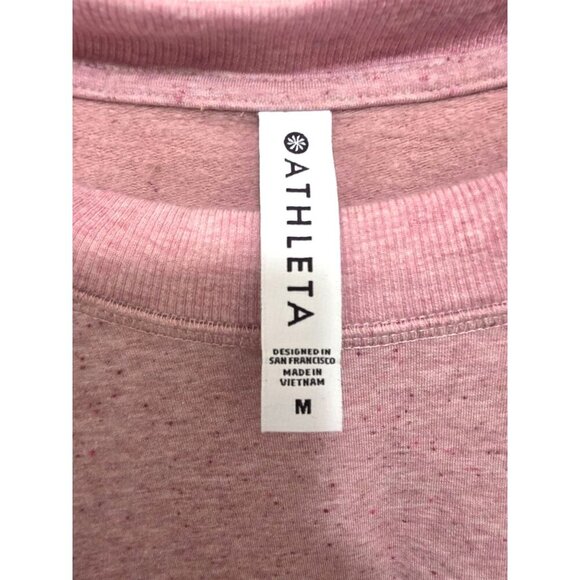 ATHLETA
DESIGNED IN
SAN FRANCISCO
MADE IN
VIETNAM
M